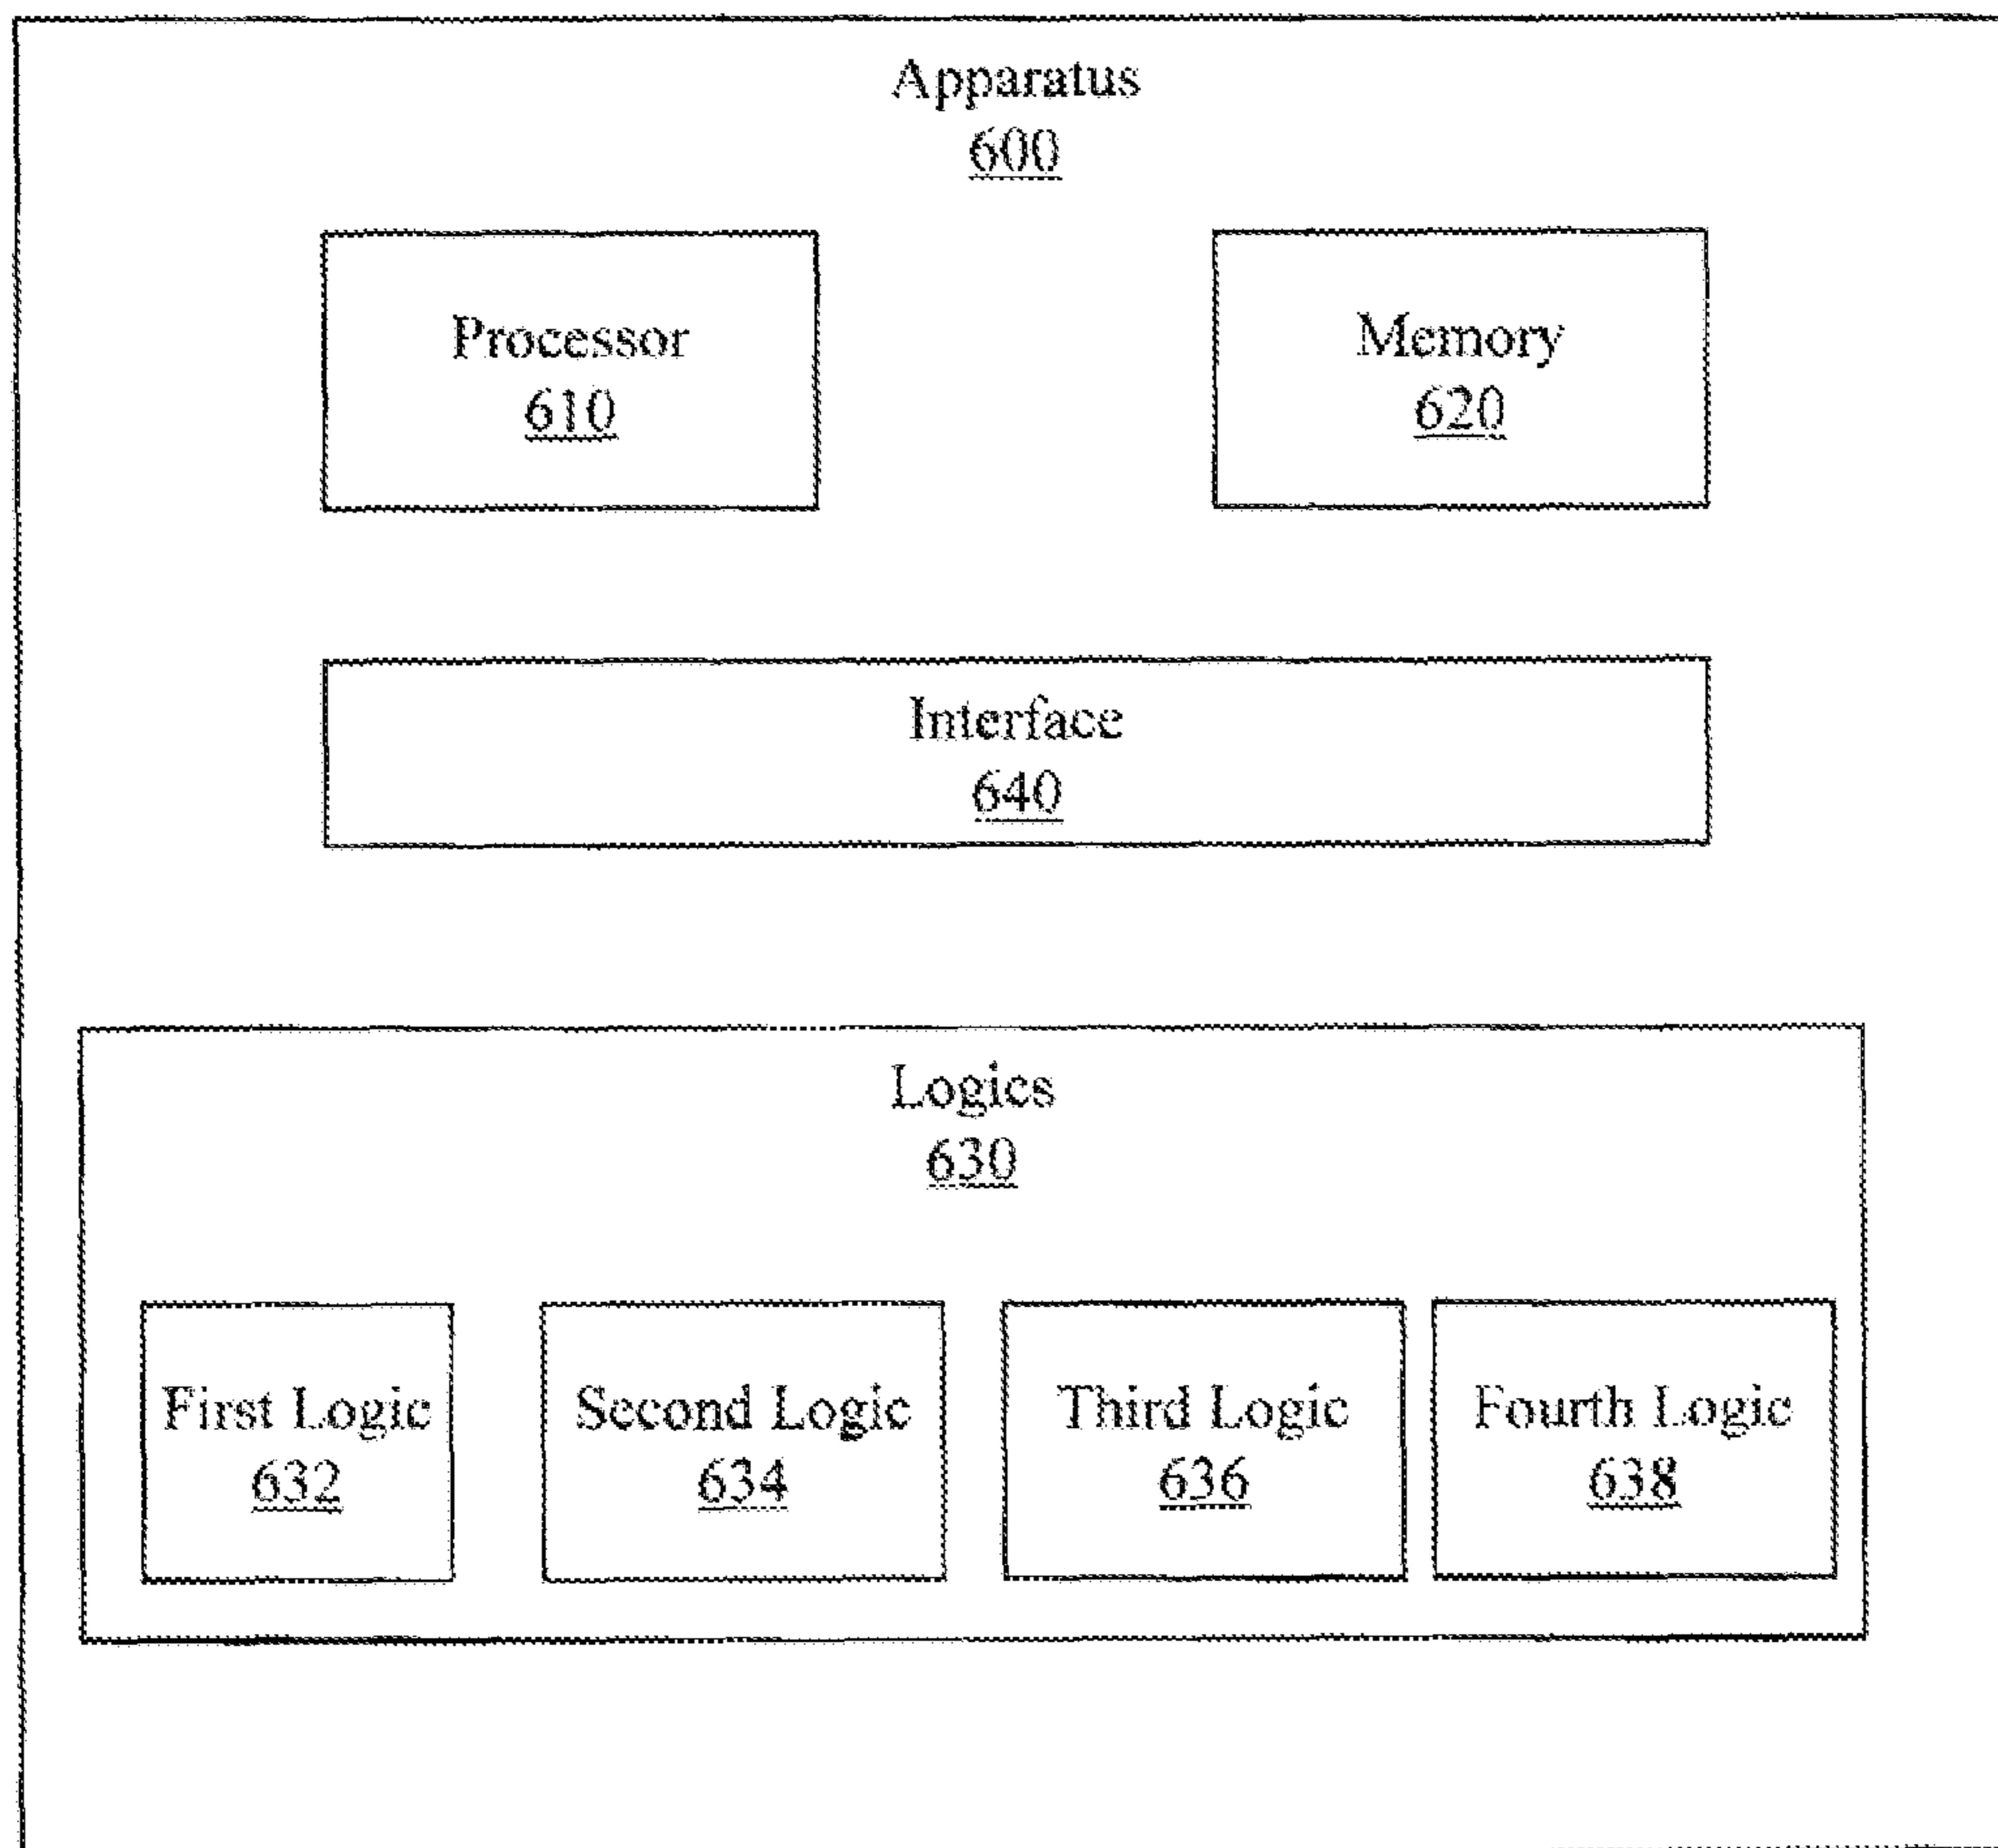 Apparatus
600
Processor
610
Memory
620
Interface
640
Logics
630
First Logic
632
Second Logic
634
Third Logic
636
Fourth Logic
638